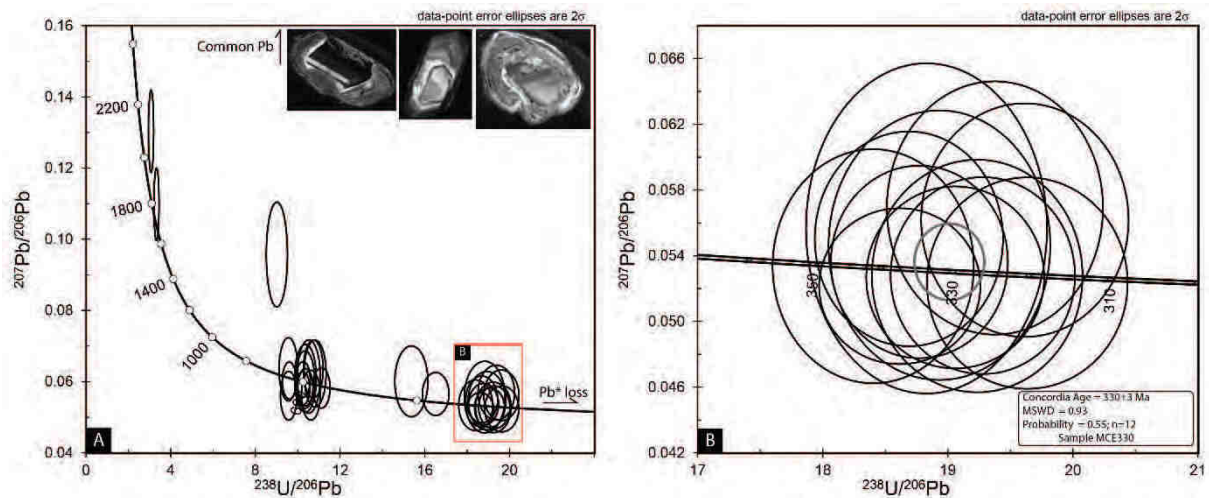 data-point error ellipses are 2σ
0.16
0.14
0.12
0.10
0.08
0.06
0.04
207Pb/206Pb
Common Pb
2200
1800
1400
1000
B
Pb* loss
A
0
4
8
12
16
20
238U/206Pb
data-point error ellipses are 2σ
0.066
0.062
0.058
0.054
0.050
0.046
0.042
207Pb/206Pb
350
330
310
Concordia Age = 330±3 Ma
MSWD = 0.93
Probability = 0.55; n=12
Sample MCE330
B
17
18
19
20
21
238U/206Pb